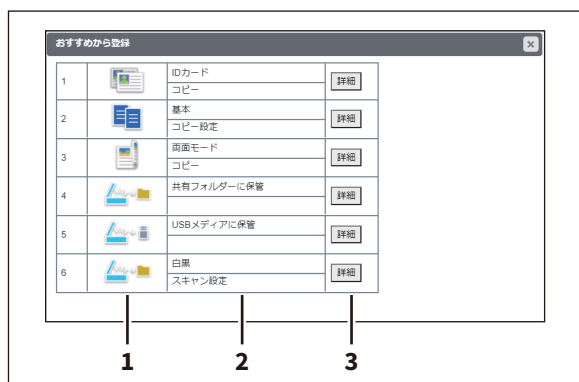 おすすめから登録
1
IDカード
コピー
詳細
2
基本
コピー設定
詳細
3
両面モード
コピー
詳細
4
共有フォルダーに保管
詳細
5
USBメディアに保管
詳細
6
白黒
スキャン設定
詳細
1 2 3